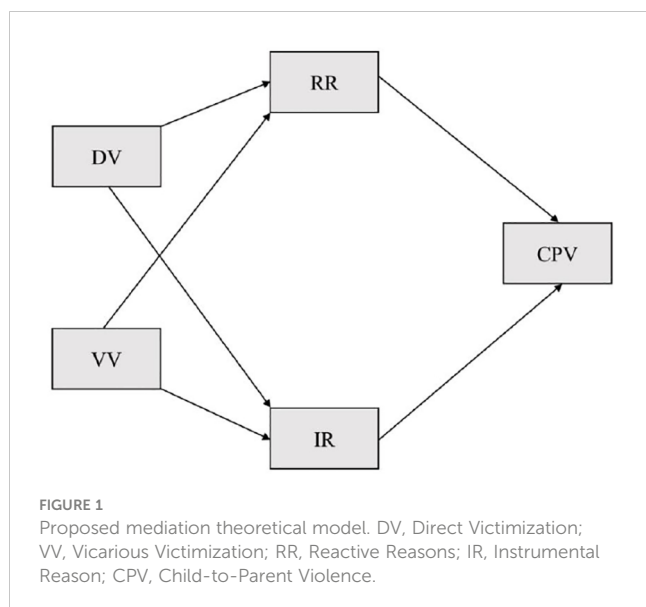 RR
DV
CPV
VV
IR
FIGURE 1
Proposed mediation theoretical model. DV, Direct Victimization;
VV, Vicarious Victimization; RR, Reactive Reasons; IR, Instrumental
Reason; CPV, Child-to-Parent Violence.